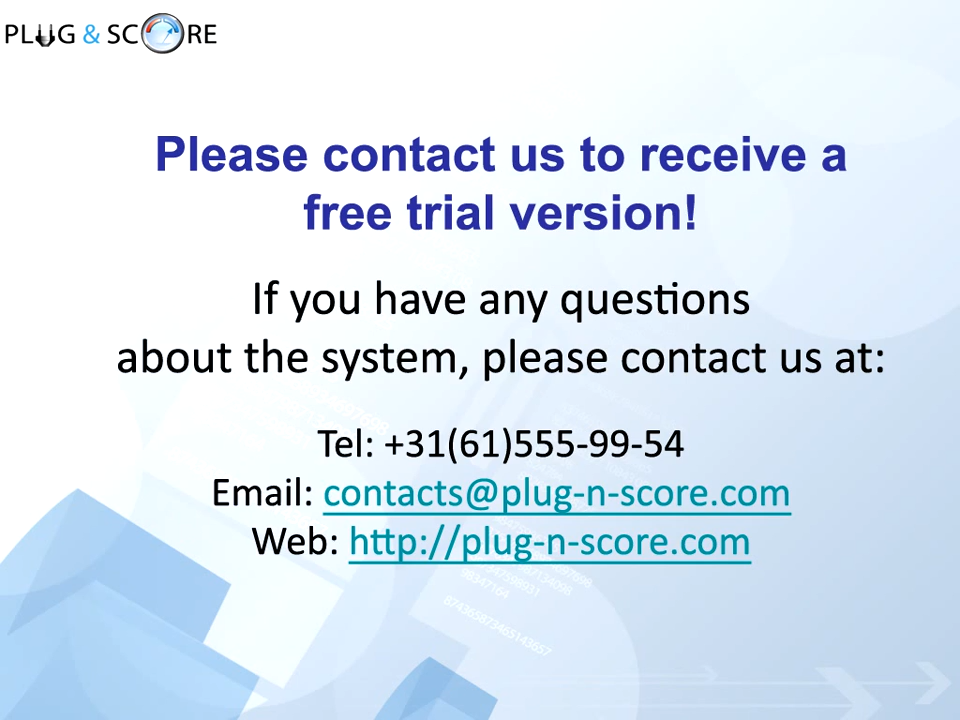 PLUG & SCORE
Please contact us to receive a
free trial version!
If you have any questions
about the system, please contact us at:
Tel: +31(61)555-99-54
Email: contacts@plug-n-score.com
Web: http://plug-n-score.com
98347164
874365873465143557